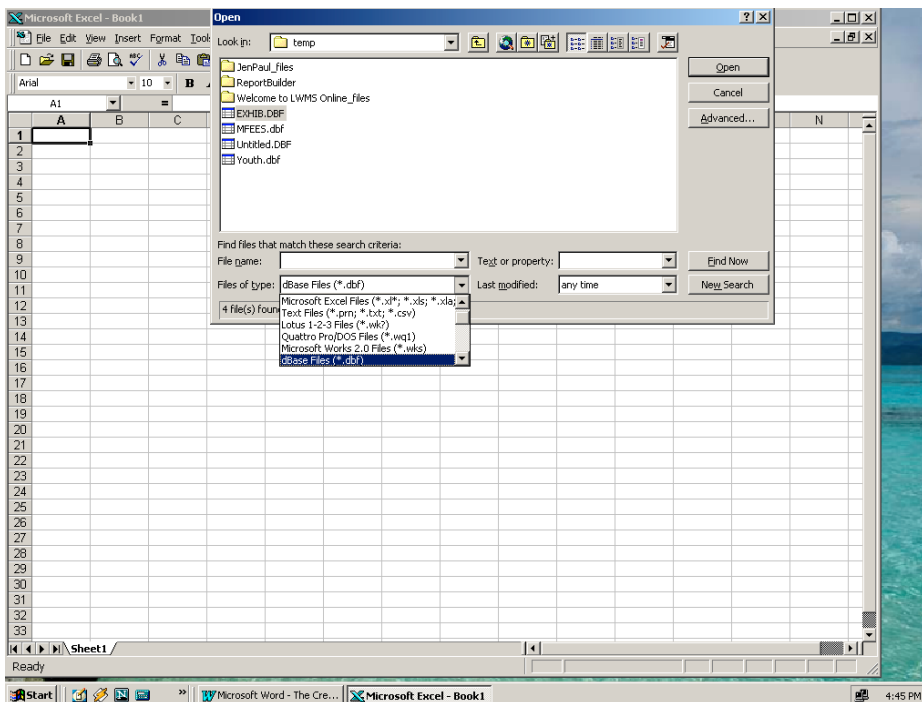 Microsoft Excel - Book1
File Edit View Insert Format Tools
Arial 10 B
A1 =
A B C N
1
2
3
4
5
6
7
8
9
10
11
12
13
14
15
16
17
18
19
20
21
22
23
24
25
26
27
28
29
30
31
32
33
Open
Look in: temp
JenPaul_files
ReportBuilder
Welcome to LWMS Online_files
EXHIB.DBF
MFEES.dbf
Untitled.DBF
Youth.dbf
Open
Cancel
Advanced...
Find files that match these search criteria:
File name: Text or property: Find Now
Files of type: dBase Files (*.dbf) Last modified: any time New Search
4 file(s) foun
Microsoft Excel Files (*.xl*; *.xls; *.xla;
Text Files (*.prn; *.txt; *.csv)
Lotus 1-2-3 Files (*.wk?)
Quattro Pro/DOS Files (*.wq1)
Microsoft Works 2.0 Files (*.wks)
dBase Files (*.dbf)
Sheet1
Ready
Start Microsoft Word - The Cre... Microsoft Excel - Book1 4:45 PM